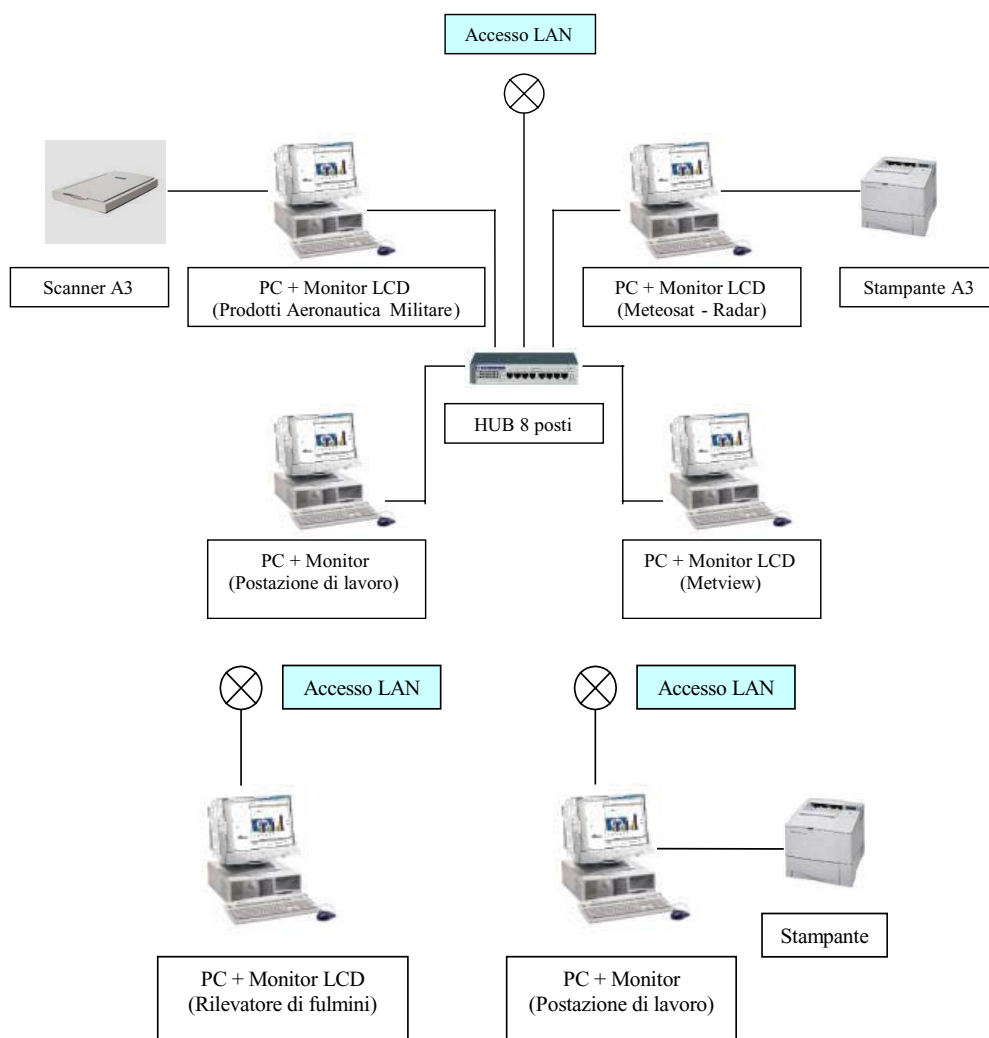 Accesso LAN
Scanner A3
PC + Monitor LCD
(Prodotti Aeronautica Militare)
PC + Monitor LCD
(Meteosat - Radar)
Stampante A3
HUB 8 posti
PC + Monitor
(Postazione di lavoro)
PC + Monitor LCD
(Metview)
Accesso LAN
Accesso LAN
Stampante
PC + Monitor LCD
(Rilevatore di fulmini)
PC + Monitor
(Postazione di lavoro)